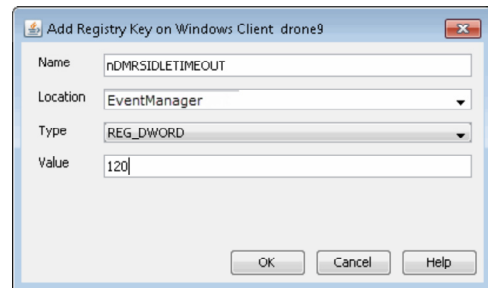 Add Registry Key on Windows Client drone9
Name nDMRSIDLETIMEOUT
Location EventManager
Type REG_DWORD
Value 120
OK Cancel Help